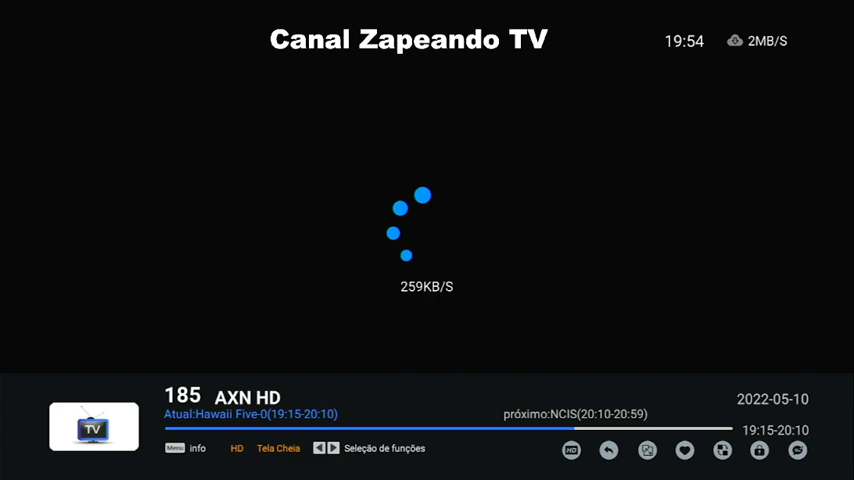 Canal Zapeando TV
19:54
2MB/S
259KB/S
185 AXN HD
2022-05-10
Atual:Hawaii Five-0(19:15-20:10)
próximo:NCIS(20:10-20:59)
19:15-20:10
TV
Menu info
HD
Tela Cheia
Seleção de funções
HD